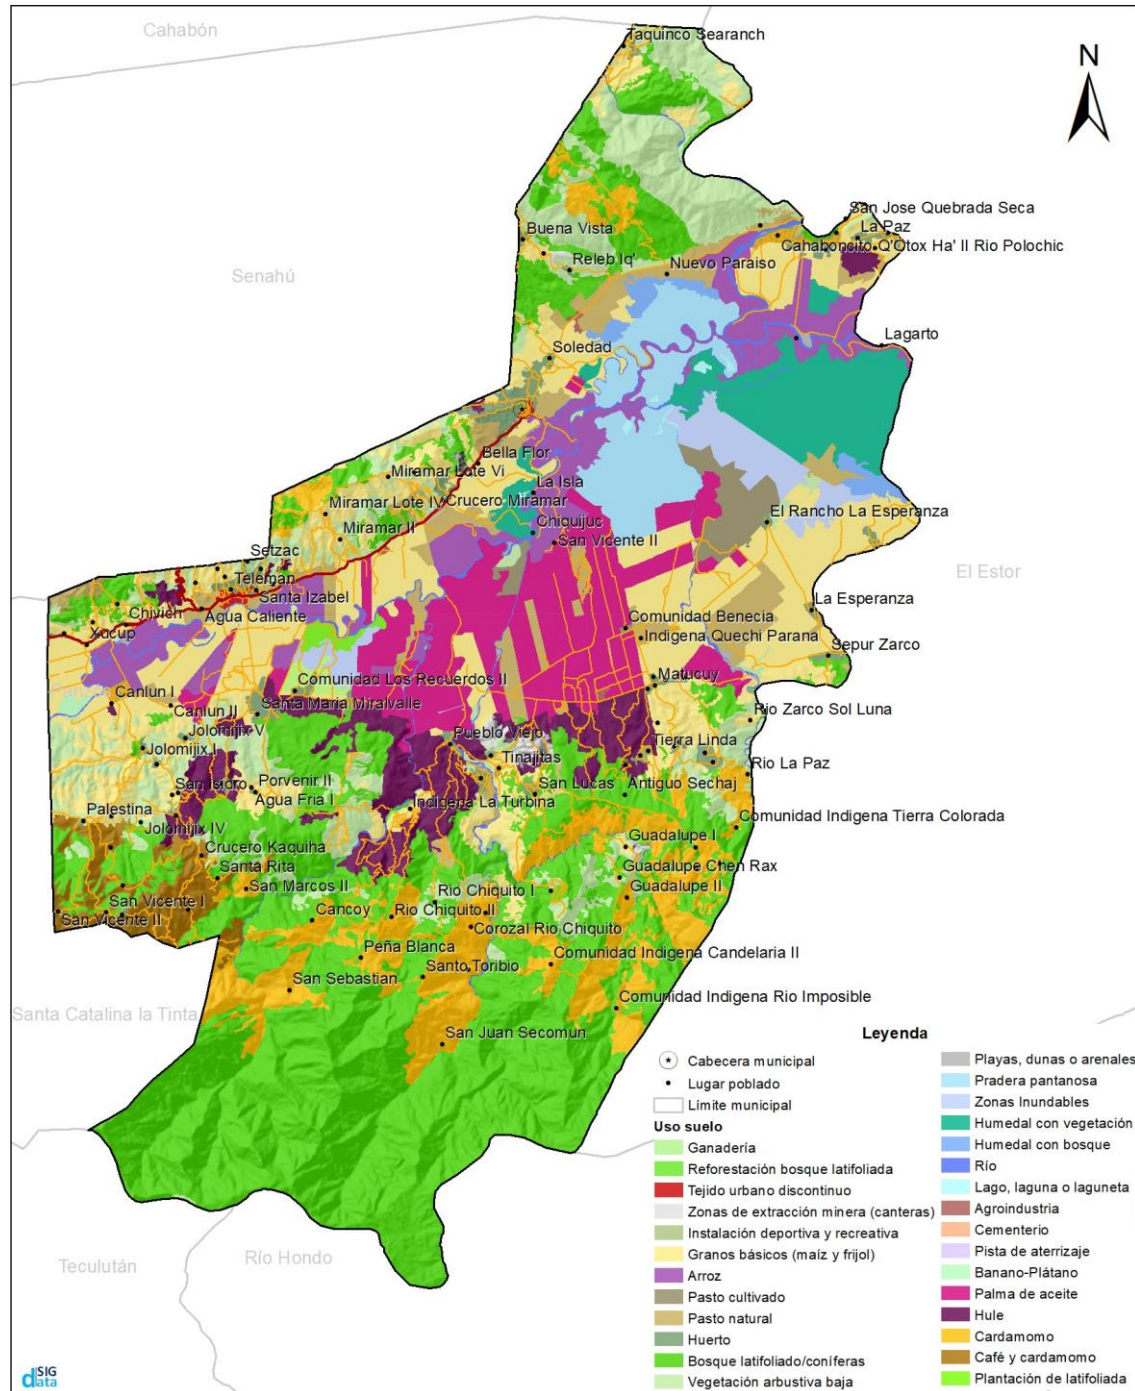 Cahabón
Taquinco Searanch
N
San Jose Quebrada Seca
La Paz
Buena Vista
Cahaboncito Q'Otox Ha' II Rio Polochic
Releb Iq'
Nuevo Paraiso
Senahú
Lagarto
Soledad
Bella Flor
Miramar Lote Vi
La Isla
Crucero Miramar
Miramar Lote IV
El Rancho La Esperanza
Chiquijuc
Miramar II
San Vicente II
Setzac
El Estor
Teleman
Santa Izabel
La Esperanza
Chivich
Agua Caliente
Comunidad Benecia
Xucup
Indigena Quechi Parana
Sepur Zarco
Matucuy
Comunidad Los Recuerdos II
Canlun I
Santa Maria Miralvalle
Canlun II
Rio Zarco Sol Luna
Jolomijix V
Pueblo Viejo
Tierra Linda
Jolomijix I
Tinajitas
Rio La Paz
San Isidro
Porvenir II
San Lucas
Antiguo Sechaj
Agua Fria I
Indigena La Turbina
Palestina
Comunidad Indigena Tierra Colorada
Jolomijix IV
Guadalupe I
Crucero Kaquiha
Santa Rita
Guadalupe Chen Rax
San Marcos II
Rio Chiquito I
Guadalupe II
San Vicente I
San Vicente II
Cancoy
Rio Chiquito II
Corozal Rio Chiquito
Peña Blanca
Comunidad Indigena Candelaria II
Santo Toribio
San Sebastian
Comunidad Indigena Rio Imposible
Santa Catalina la Tinta
San Juan Secomun
Río Hondo
Teculután
Leyenda
Cabecera municipal
Lugar poblado
Límite municipal
Uso suelo
Ganadería
Reforestación bosque latifoliada
Tejido urbano discontinuo
Zonas de extracción minera (canteras)
Instalación deportiva y recreativa
Granos básicos (maíz y frijol)
Arroz
Pasto cultivado
Pasto natural
Huerto
Bosque latifoliado/coníferas
Vegetación arbustiva baja
Playas, dunas o arenales
Pradera pantanosa
Zonas Inundables
Humedal con vegetación
Humedal con bosque
Río
Lago, laguna o laguneta
Agroindustria
Cementerio
Pista de aterrizaje
Banano-Plátano
Palma de aceite
Hule
Cardamomo
Café y cardamomo
Plantación de latifoliada
SIG
data